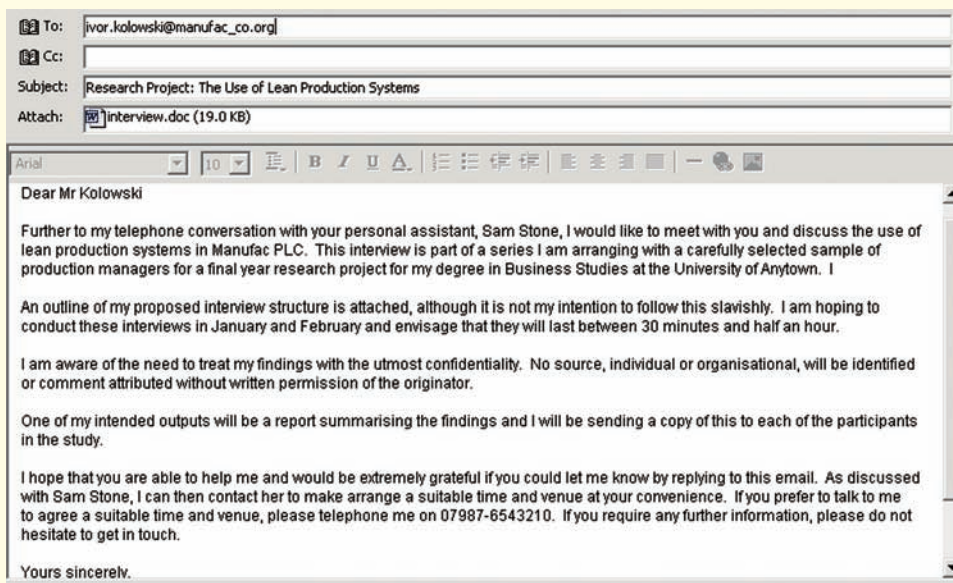 To: ivor.kolowski@manufac_co.org
Cc:
Subject: Research Project: The Use of Lean Production Systems
Attach: interview.doc (19.0 KB)
Arial 10 B I U A
Dear Mr Kolowski
Further to my telephone conversation with your personal assistant, Sam Stone, I would like to meet with you and discuss the use of
lean production systems in Manufac PLC. This interview is part of a series I am arranging with a carefully selected sample of
production managers for a final year research project for my degree in Business Studies at the University of Anytown. I
An outline of my proposed interview structure is attached, although it is not my intention to follow this slavishly. I am hoping to
conduct these interviews in January and February and envisage that they will last between 30 minutes and half an hour.
I am aware of the need to treat my findings with the utmost confidentiality. No source, individual or organisational, will be identified
or comment attributed without written permission of the originator.
One of my intended outputs will be a report summarising the findings and I will be sending a copy of this to each of the participants
in the study.
I hope that you are able to help me and would be extremely grateful if you could let me know by replying to this email. As discussed
with Sam Stone, I can then contact her to make arrange a suitable time and venue at your convenience. If you prefer to talk to me
to agree a suitable time and venue, please telephone me on 07987-6543210. If you require any further information, please do not
hesitate to get in touch.
Yours sincerely,